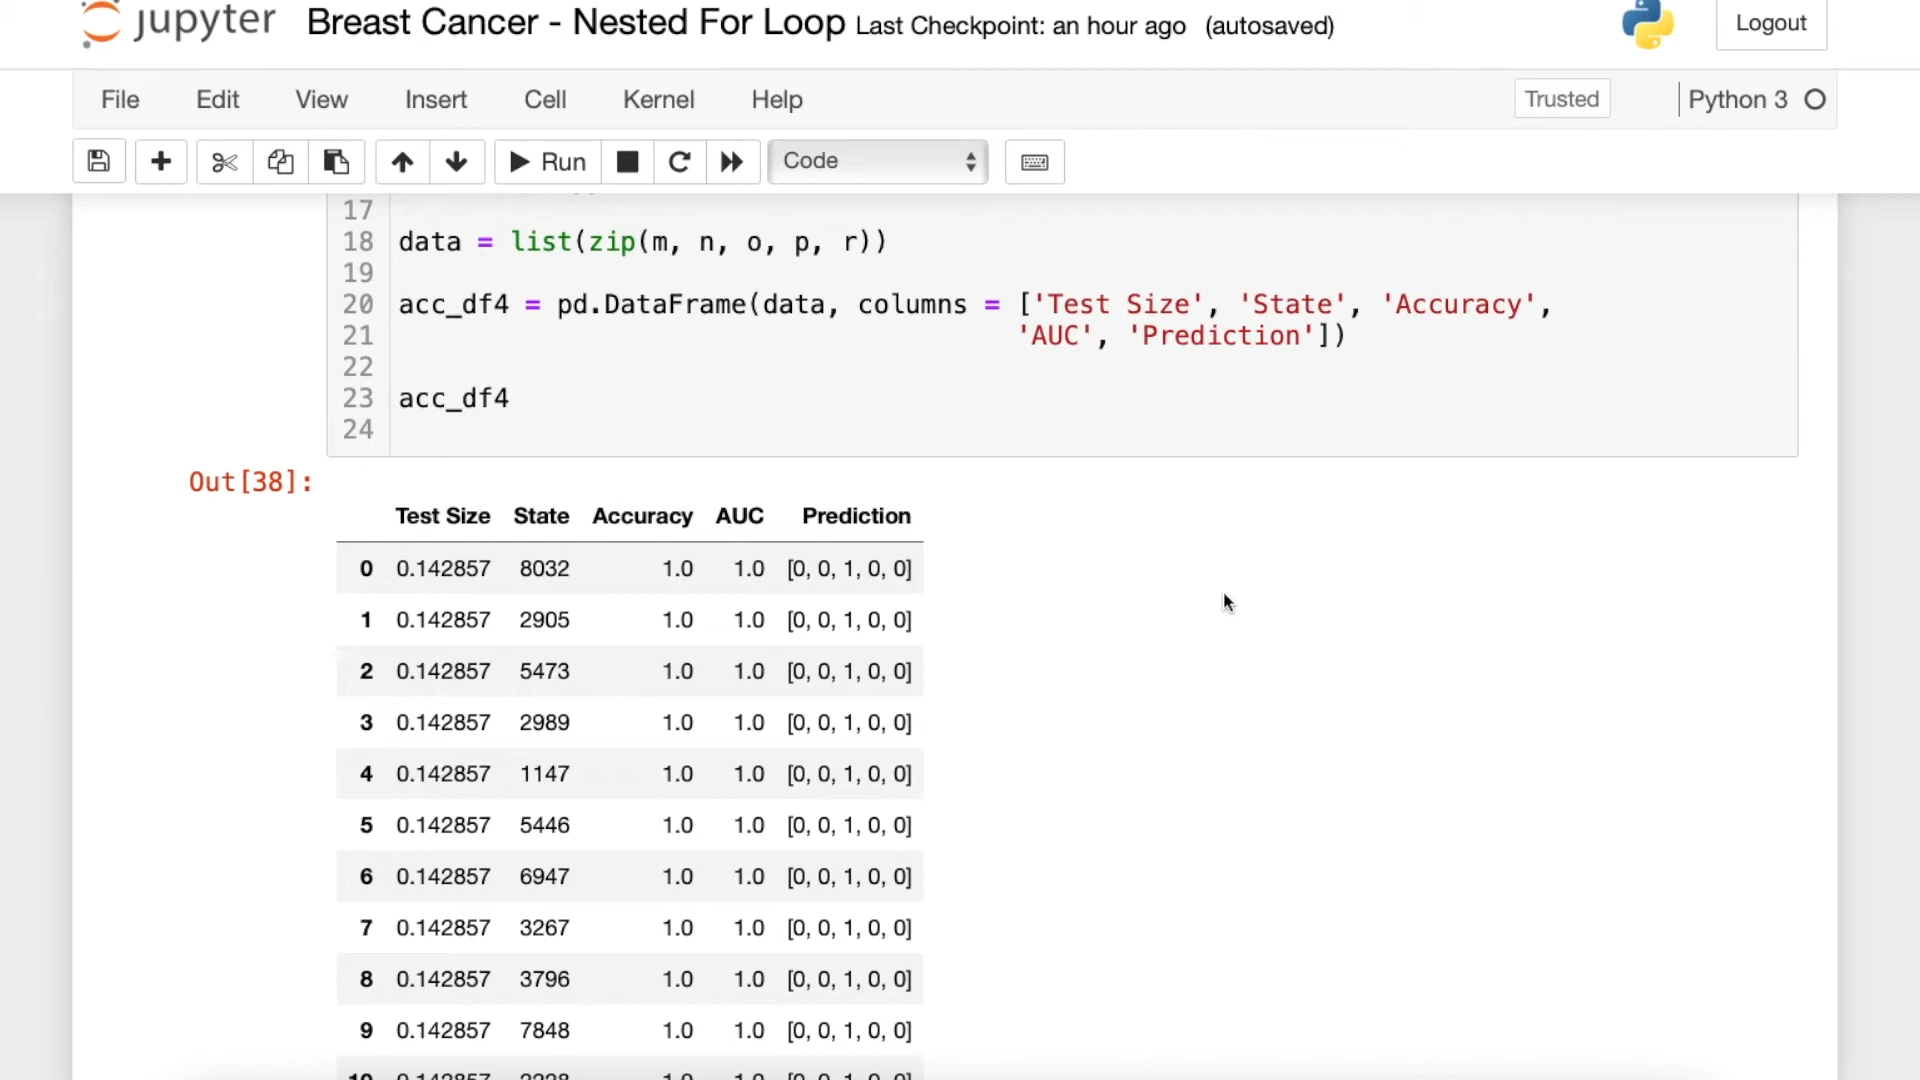 jupyter Breast Cancer - Nested For Loop Last Checkpoint: an hour ago (autosaved) Logout
File Edit View Insert Cell Kernel Help Trusted Python 3
Run Code
17
18 data = list(zip(m, n, o, p, r))
19
20 acc_df4 = pd.DataFrame(data, columns = ['Test Size', 'State', 'Accuracy',
21 'AUC', 'Prediction'])
22
23 acc_df4
24
Out[38]:
Test Size State Accuracy AUC Prediction
0 0.142857 8032 1.0 1.0 [0, 0, 1, 0, 0]
1 0.142857 2905 1.0 1.0 [0, 0, 1, 0, 0]
2 0.142857 5473 1.0 1.0 [0, 0, 1, 0, 0]
3 0.142857 2989 1.0 1.0 [0, 0, 1, 0, 0]
4 0.142857 1147 1.0 1.0 [0, 0, 1, 0, 0]
5 0.142857 5446 1.0 1.0 [0, 0, 1, 0, 0]
6 0.142857 6947 1.0 1.0 [0, 0, 1, 0, 0]
7 0.142857 3267 1.0 1.0 [0, 0, 1, 0, 0]
8 0.142857 3796 1.0 1.0 [0, 0, 1, 0, 0]
9 0.142857 7848 1.0 1.0 [0, 0, 1, 0, 0]